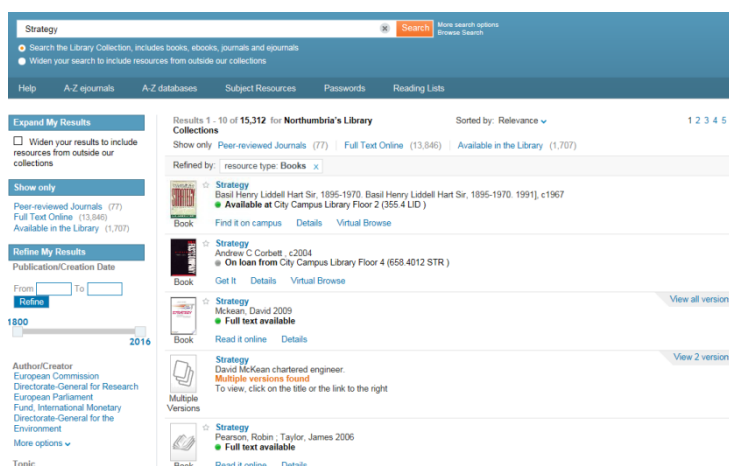 Strategy
Search
More search options
Browse Search
Search the Library Collection, includes books, ebooks, journals and ejournals
Widen your search to include resources from outside our collections
Help A-Z ejournals A-Z databases Subject Resources Passwords Reading Lists
Expand My Results
Widen your results to include
resources from outside our
collections
Show only
Peer-reviewed Journals (77)
Full Text Online (13,846)
Available in the Library (1,707)
Refine My Results
Publication/Creation Date
From To
Refine
1800
2016
Author/Creator
European Commission
Directorate-General for Research
European Parliament
Fund, International Monetary
Directorate-General for the
Environment
More options
Topic
Results 1 - 10 of 15,312 for Northumbria's Library
Collections
Sorted by: Relevance
1 2 3 4 5
Show only Peer-reviewed Journals (77) Full Text Online (13,846) Available in the Library (1,707)
Refined by: resource type: Books x
Strategy
Basil Henry Liddell Hart Sir, 1895-1970. Basil Henry Liddell Hart Sir, 1895-1970. 1991], c1967
Available at City Campus Library Floor 2 (355.4 LID )
Book
Find it on campus Details Virtual Browse
Strategy
Andrew C Corbett , c2004
On loan from City Campus Library Floor 4 (658.4012 STR )
Book
Get It Details Virtual Browse
Strategy
Mckean, David 2009
Full text available
View all version
Book
Read it online Details
Strategy
David McKean chartered engineer.
Multiple versions found
To view, click on the title or the link to the right
View 2 version
Multiple
Versions
Strategy
Pearson, Robin ; Taylor, James 2006
Full text available
Book
Read it online Details